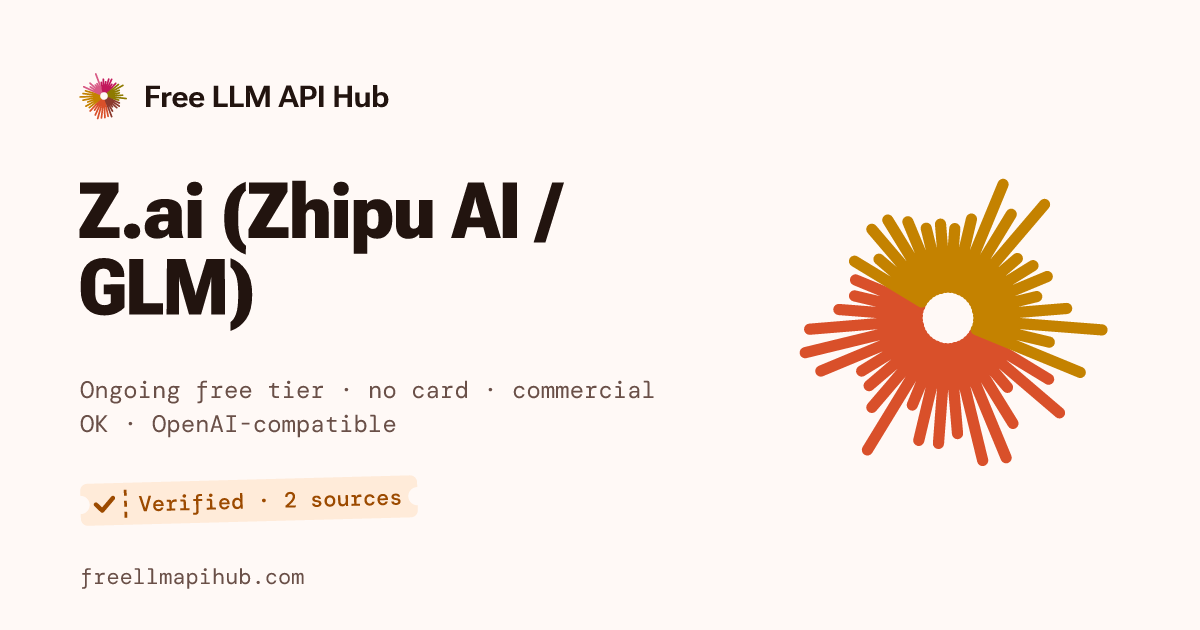 Free LLM API Hub
Z.ai (Zhipu AI /
GLM)
Ongoing free tier · no card · commercial
OK · OpenAI-compatible
Verified · 2 sources
freellmapihub.com